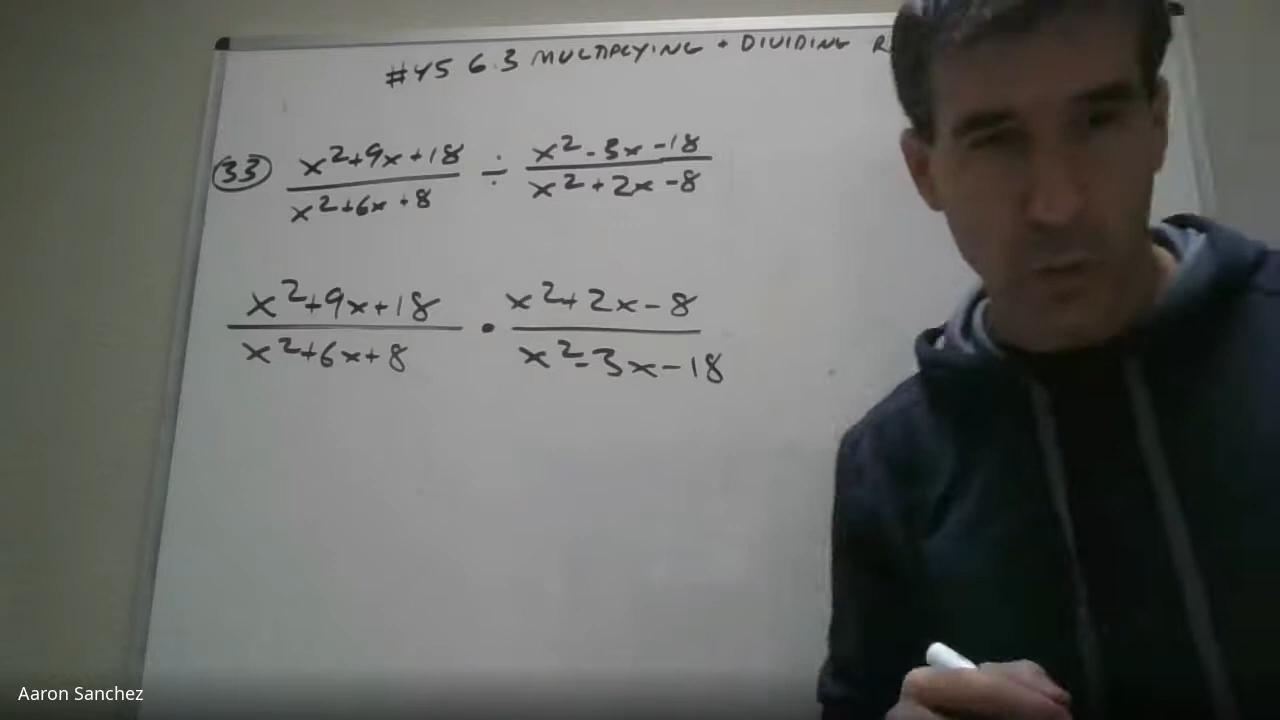 #45 6.3 MULTIPLYING + DIVIDING R
33 x²+9x+18 / x²+6x+8 ÷ x²-3x-18 / x²+2x-8
x²+9x+18 / x²+6x+8 • x²+2x-8 / x²-3x-18
Aaron Sanchez